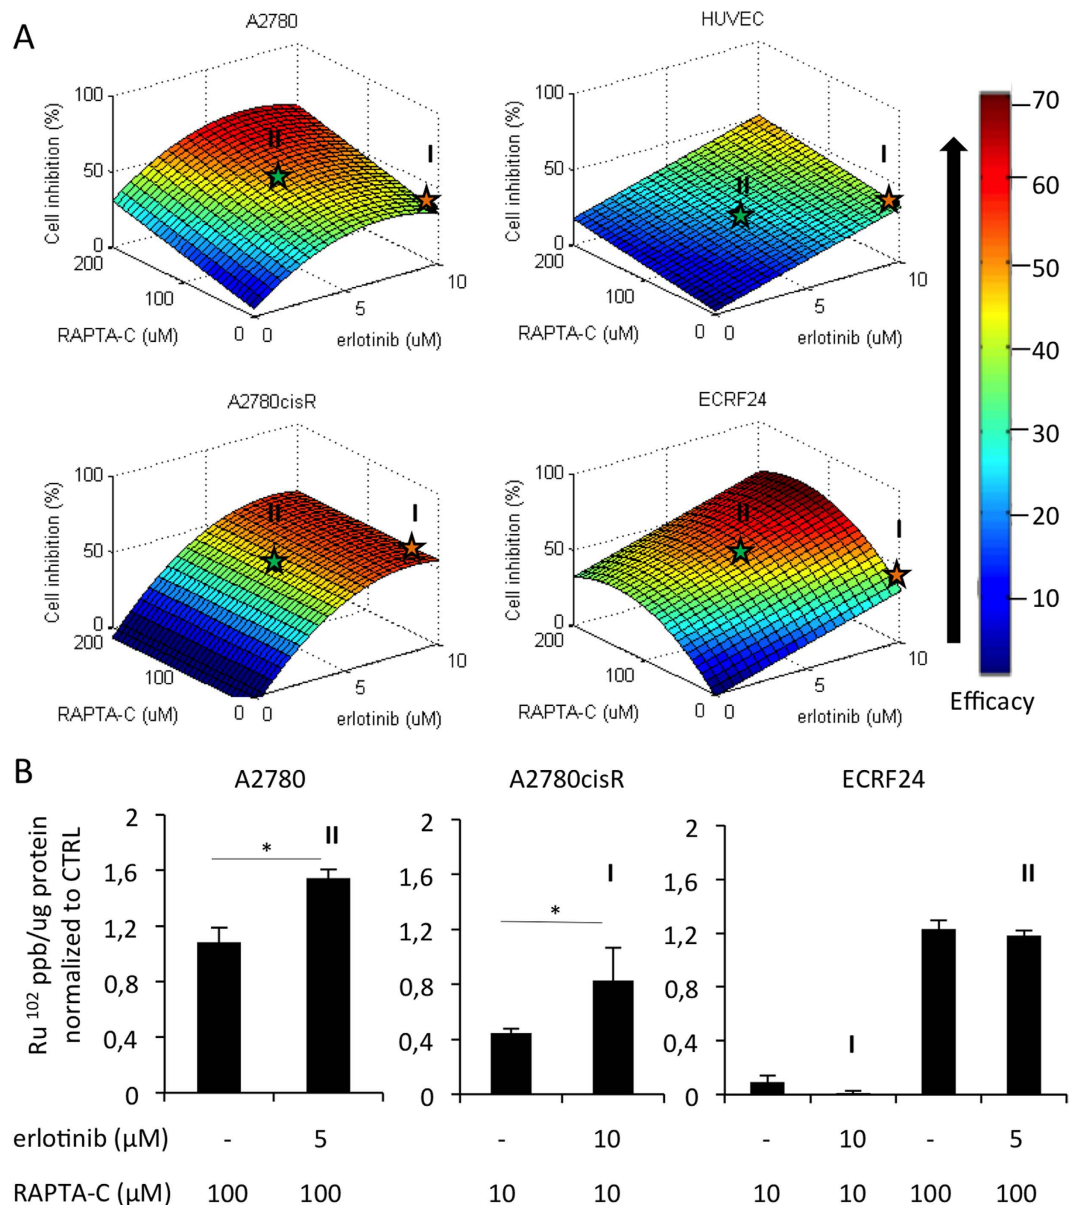 A
A2780
HUVEC
Cell inhibition (%)
100
50
0
200
100
0
RAPTA-C (uM)
0
5
10
erlotinib (uM)
II
I
Cell inhibition (%)
100
50
0
200
100
0
RAPTA-C (uM)
0
5
10
erlotinib (uM)
II
I
70
60
50
40
30
20
10
Efficacy
A2780cisR
ECRF24
Cell inhibition (%)
100
50
0
200
100
0
RAPTA-C (uM)
0
5
10
erlotinib (uM)
II
I
Cell inhibition (%)
100
50
0
200
100
0
RAPTA-C (uM)
0
5
10
erlotinib (uM)
II
I
B
A2780
A2780cisR
ECRF24
Ru 102 ppb/ug protein
normalized to CTRL
2
1,6
1,2
0,8
0,4
0
*
II
2
1,6
1,2
0,8
0,4
0
*
I
2
1,6
1,2
0,8
0,4
0
I
II
erlotinib (µM) - 5 - 10 - 10 - 5
RAPTA-C (µM) 100 100 10 10 10 10 100 100